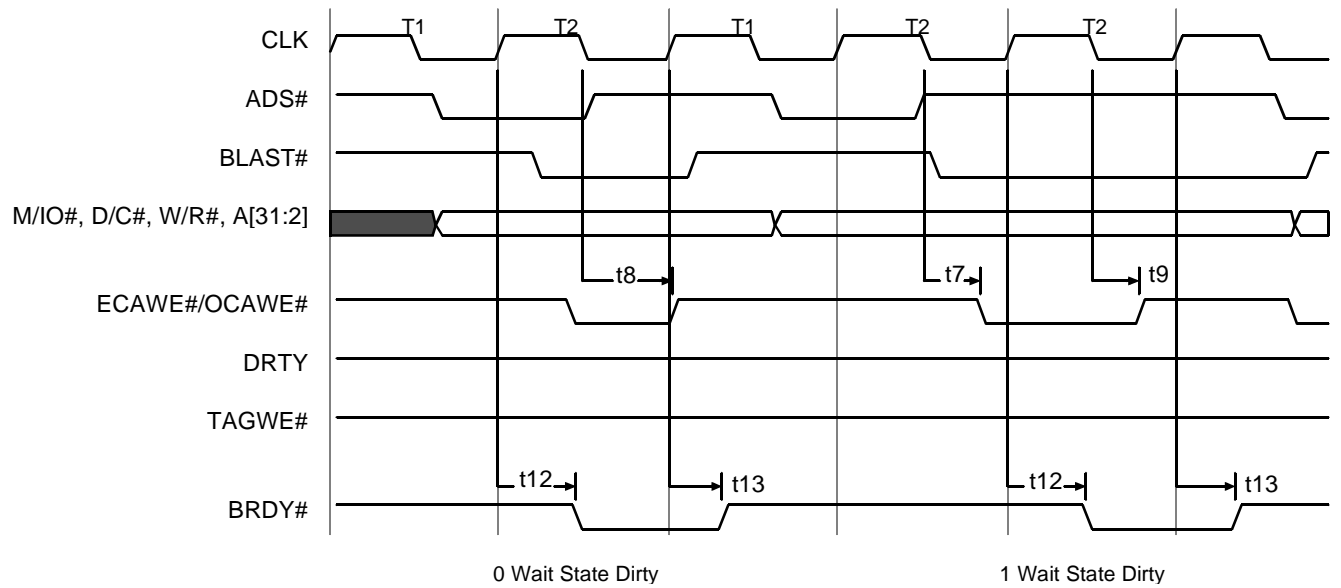 T1 T2 T1 T2 T2
CLK
ADS#
BLAST#
M/IO#, D/C#, W/R#, A[31:2]
t8 t7 t9
ECAWE#/OCAWE#
DRTY
TAGWE#
t12 t13 t12 t13
BRDY#
0 Wait State Dirty 1 Wait State Dirty